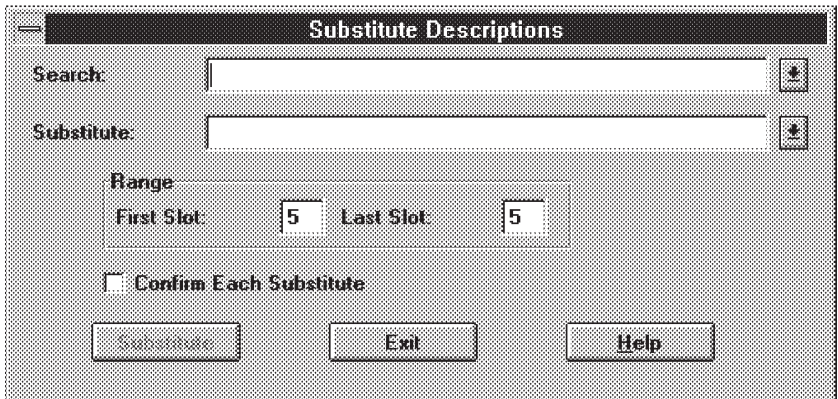 Substitute Descriptions
Search:
Substitute:
Range
First Slot: 5 Last Slot: 5
Confirm Each Substitute
Substitute Exit Help